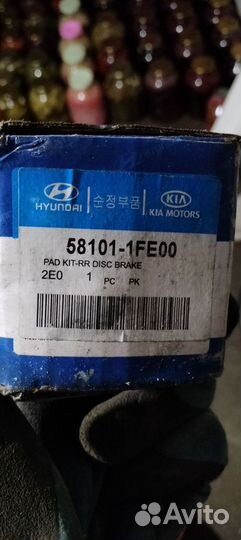 HYUNDAI
순정부품
KIA
KIA MOTORS
58101-1FE00
PAD KIT-RR DISC BRAKE
2E0 1 PC PK
Avito